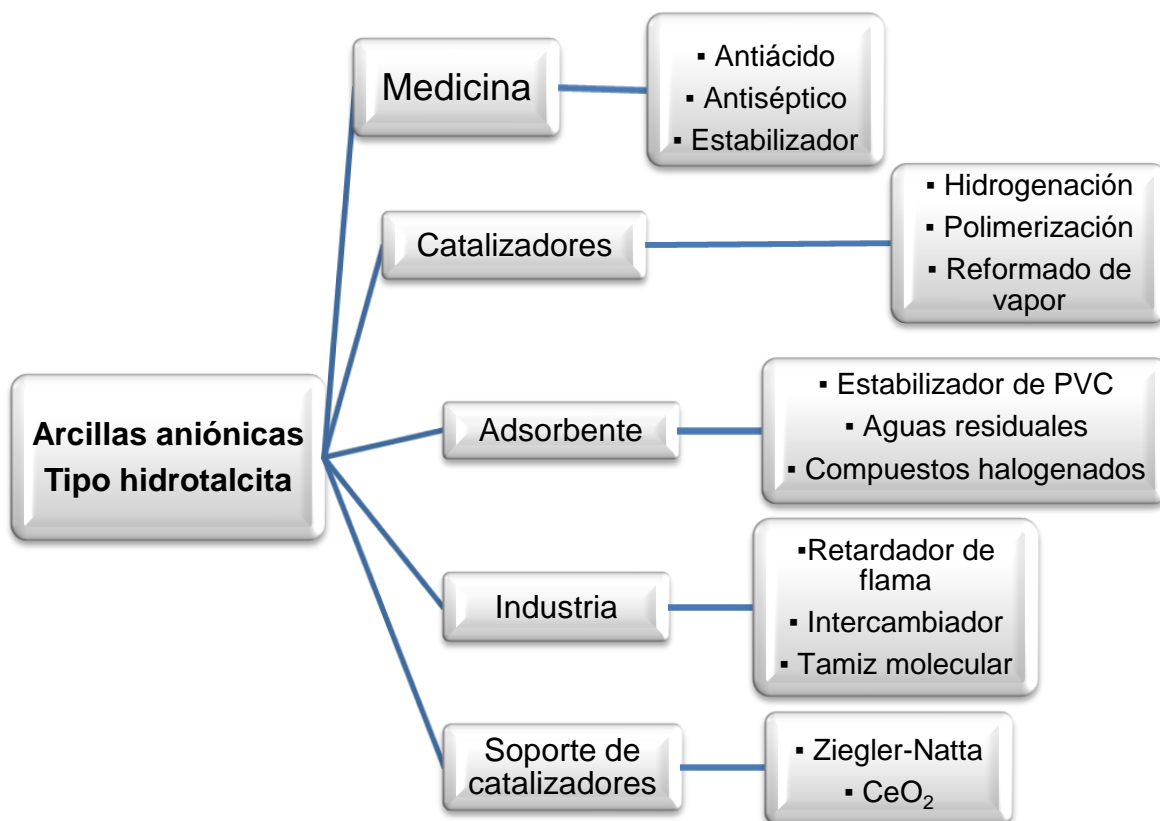 Medicina
▪ Antiácido
▪ Antiséptico
▪ Estabilizador
Catalizadores
▪ Hidrogenación
▪ Polimerización
▪ Reformado de
vapor
Arcillas aniónicas
Tipo hidrotalcita
Adsorbente
▪ Estabilizador de PVC
▪ Aguas residuales
▪ Compuestos halogenados
Industria
▪Retardador de
flama
▪ Intercambiador
▪ Tamiz molecular
Soporte de
catalizadores
▪ Ziegler-Natta
▪ CeO₂